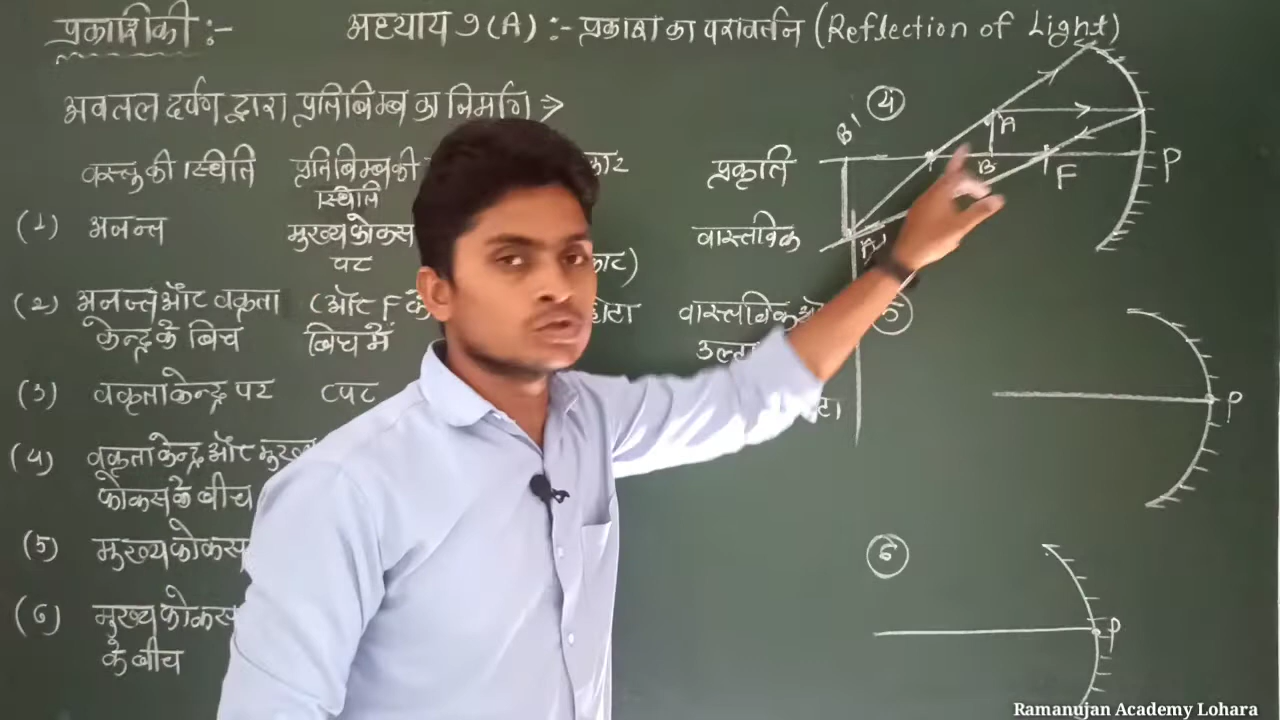 प्रकाशिकी :- अध्याय 9 (A) :- प्रकाश का परावर्तन (Reflection of Light)
अवतल दर्पण द्वारा प्रतिबिम्ब का निर्माण ⇒
वस्तु की स्थिति प्रतिबिम्ब की प्रकृति
स्थिति
(1) अनन्त मुख्य फोकस वास्तविक
पर
(2) अनन्त और वक्रता (और F के वास्तविक
केन्द्र के बिच बिच में
(3) वक्रता केन्द्र पर C पर
(4) वक्रता केन्द्र और
फोकस के बीच
(5) मुख्य फोकस
(6) मुख्य फोकस
के बीच
4
B' A
B F P
A'
P
6
P
Ramanujan Academy Lohara